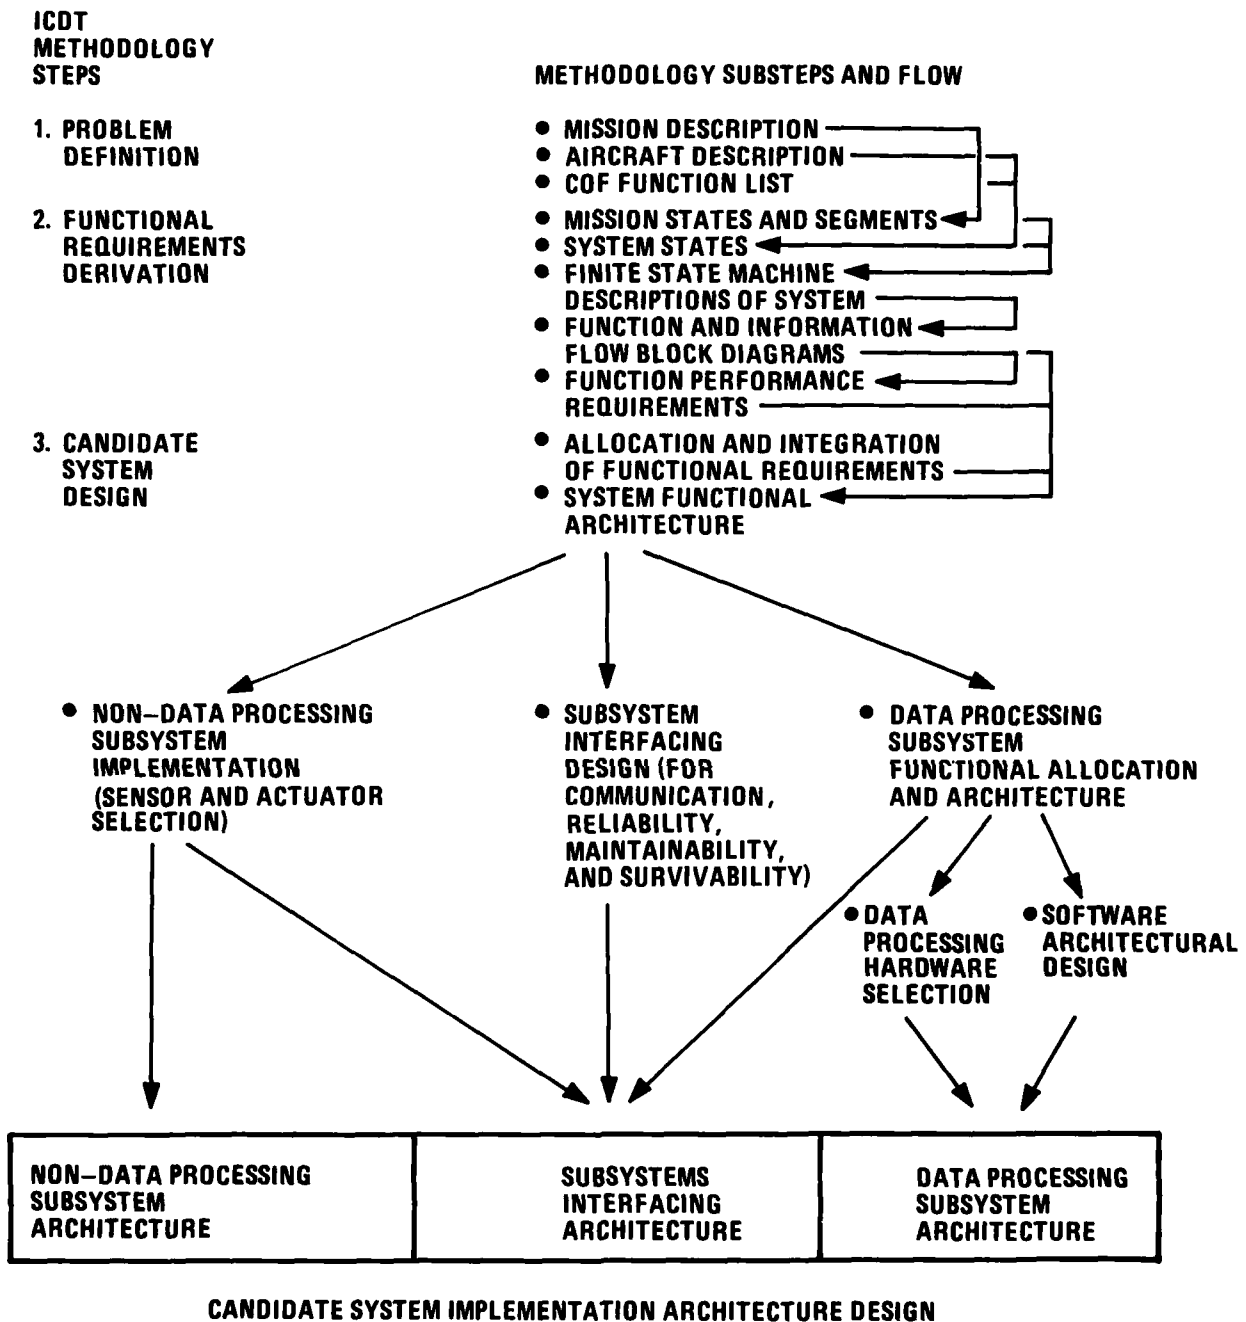 ICDT
METHODOLOGY
STEPS
METHODOLOGY SUBSTEPS AND FLOW
1. PROBLEM
DEFINITION
● MISSION DESCRIPTION
● AIRCRAFT DESCRIPTION
● COF FUNCTION LIST
2. FUNCTIONAL
REQUIREMENTS
DERIVATION
● MISSION STATES AND SEGMENTS
● SYSTEM STATES
● FINITE STATE MACHINE
DESCRIPTIONS OF SYSTEM
● FUNCTION AND INFORMATION
FLOW BLOCK DIAGRAMS
● FUNCTION PERFORMANCE
REQUIREMENTS
3. CANDIDATE
SYSTEM
DESIGN
● ALLOCATION AND INTEGRATION
OF FUNCTIONAL REQUIREMENTS
● SYSTEM FUNCTIONAL
ARCHITECTURE
● NON–DATA PROCESSING
SUBSYSTEM
IMPLEMENTATION
(SENSOR AND ACTUATOR
SELECTION)
● SUBSYSTEM
INTERFACING
DESIGN (FOR
COMMUNICATION,
RELIABILITY,
MAINTAINABILITY,
AND SURVIVABILITY)
● DATA PROCESSING
SUBSYSTEM
FUNCTIONAL ALLOCATION
AND ARCHITECTURE
● DATA
PROCESSING
HARDWARE
SELECTION
● SOFTWARE
ARCHITECTURAL
DESIGN
NON–DATA PROCESSING
SUBSYSTEM
ARCHITECTURE
SUBSYSTEMS
INTERFACING
ARCHITECTURE
DATA PROCESSING
SUBSYSTEM
ARCHITECTURE
CANDIDATE SYSTEM IMPLEMENTATION ARCHITECTURE DESIGN